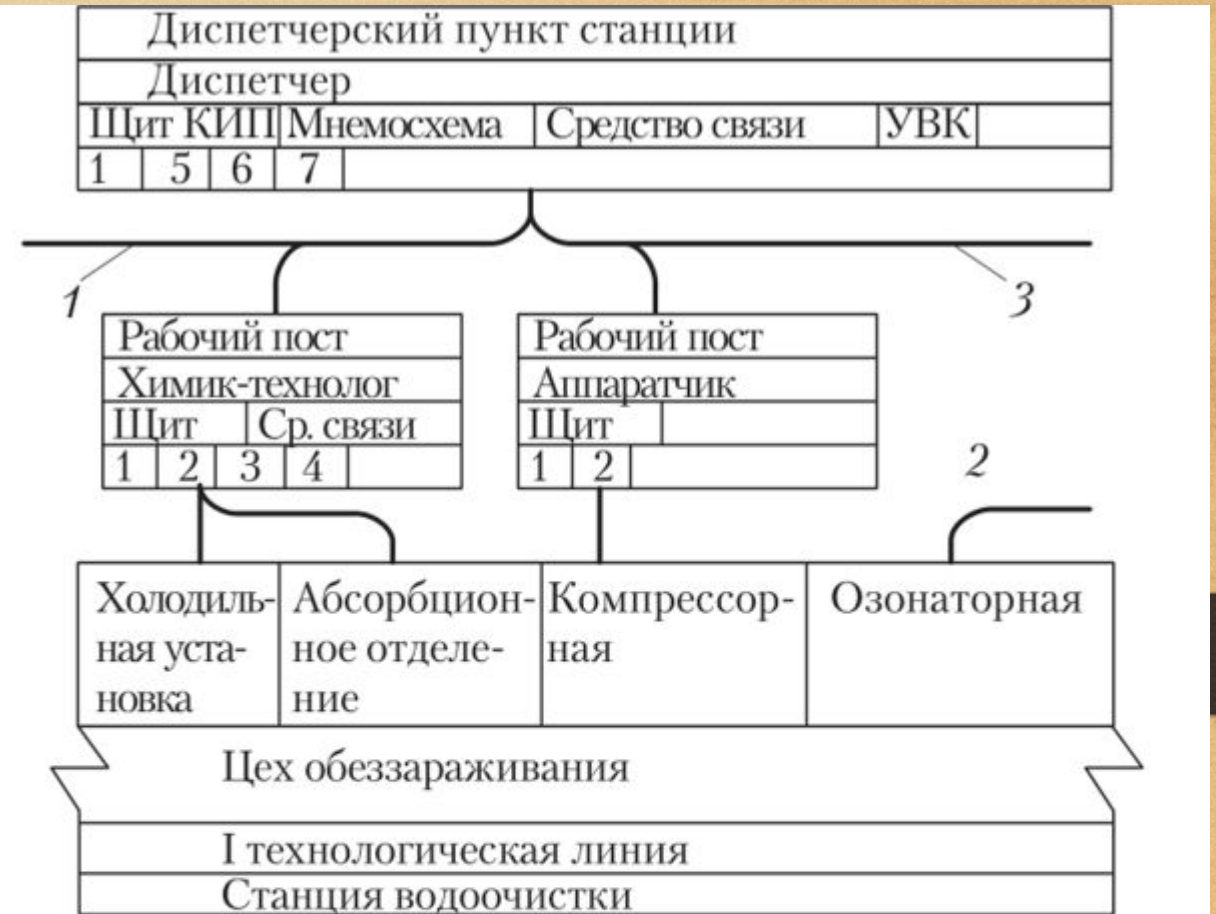 Диспетчерский пункт станции
Диспетчер
Щит КИП Мнемосхема Средство связи УВК
1 5 6 7
1
3
Рабочий пост
Химик-технолог
Щит Ср. связи
1 2 3 4
Рабочий пост
Аппаратчик
Щит
1 2
2
Холодиль-
ная уста-
новка
Абсорбцион-
ное отделе-
ние
Компрессор-
ная
Озонаторная
Цех обеззараживания
I технологическая линия
Станция водоочистки